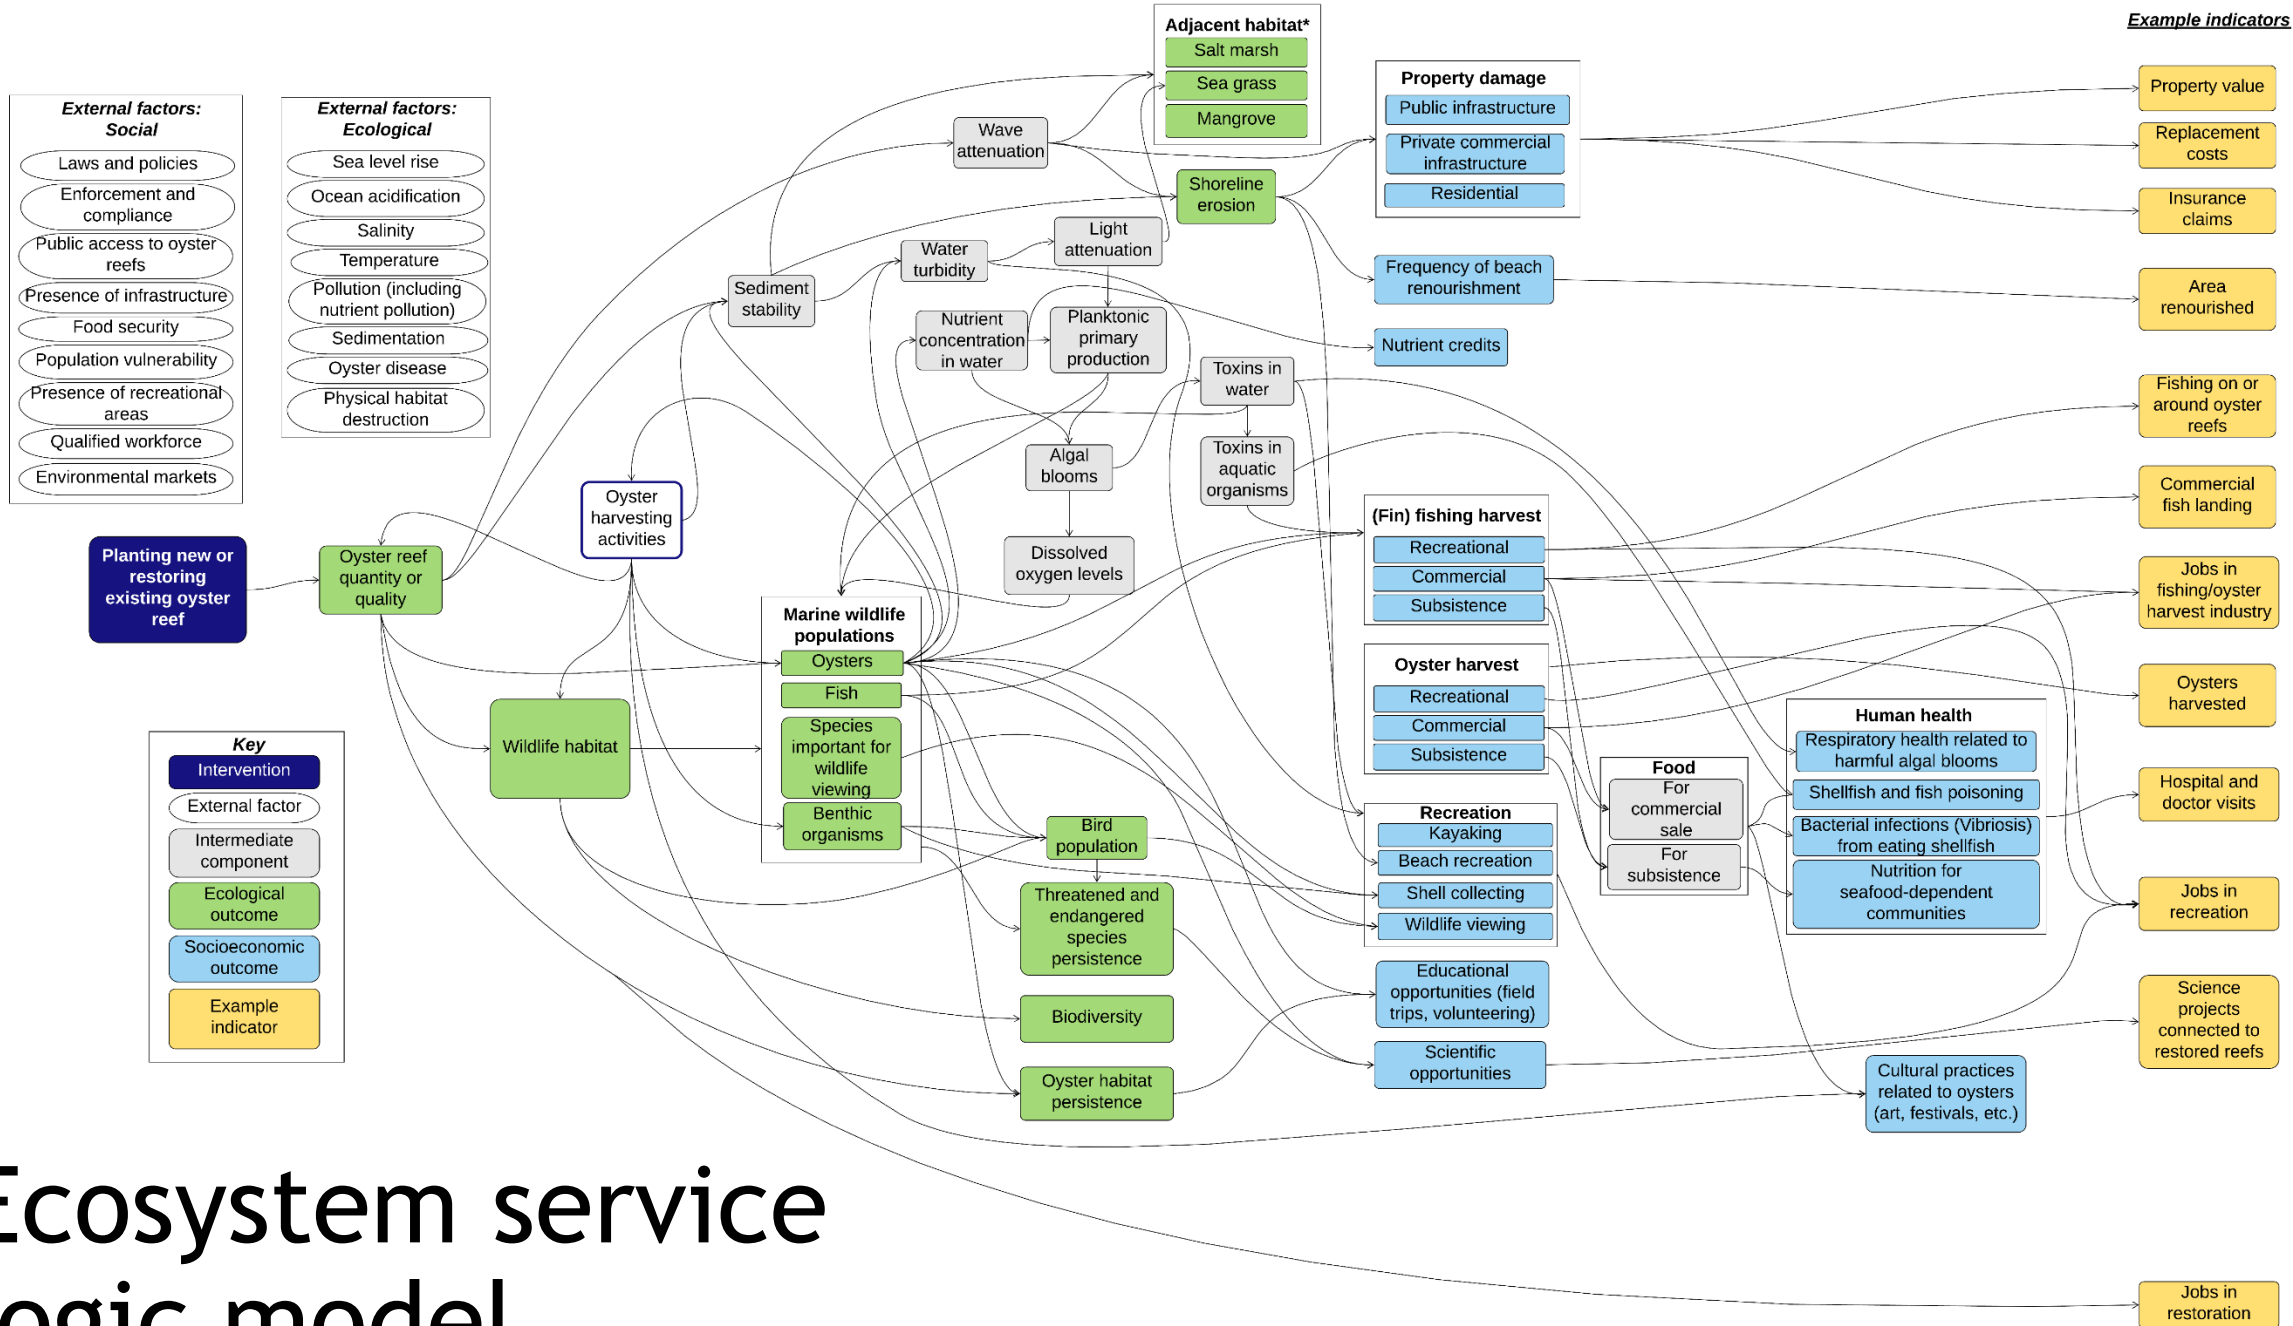 Example indicators
Adjacent habitat*
Salt marsh
Sea grass
Mangrove
Property damage
Public infrastructure
Private commercial
infrastructure
Residential
Property value
Replacement
costs
Insurance
claims
External factors:
Social
Laws and policies
Enforcement and
compliance
Public access to oyster
reefs
Presence of infrastructure
Food security
Population vulnerability
Presence of recreational
areas
Qualified workforce
Environmental markets
External factors:
Ecological
Sea level rise
Ocean acidification
Salinity
Temperature
Pollution (including
nutrient pollution)
Sedimentation
Oyster disease
Physical habitat
destruction
Wave
attenuation
Shoreline
erosion
Light
attenuation
Water
turbidity
Sediment
stability
Nutrient
concentration
in water
Planktonic
primary
production
Frequency of beach
renourishment
Area
renourished
Nutrient credits
Toxins in
water
Toxins in
aquatic
organisms
Algal
blooms
Dissolved
oxygen levels
Fishing on or
around oyster
reefs
Commercial
fish landing
Jobs in
fishing/oyster
harvest industry
Oysters
harvested
Hospital and
doctor visits
Jobs in
recreation
Science
projects
connected to
restored reefs
Jobs in
restoration
Planting new or
restoring
existing oyster
reef
Oyster reef
quantity or
quality
Oyster
harvesting
activities
Wildlife habitat
Marine wildlife
populations
Oysters
Fish
Species
important for
wildlife
viewing
Benthic
organisms
(Fin) fishing harvest
Recreational
Commercial
Subsistence
Oyster harvest
Recreational
Commercial
Subsistence
Recreation
Kayaking
Beach recreation
Shell collecting
Wildlife viewing
Food
For
commercial
sale
For
subsistence
Human health
Respiratory health related to
harmful algal blooms
Shellfish and fish poisoning
Bacterial infections (Vibriosis)
from eating shellfish
Nutrition for
seafood-dependent
communities
Bird
population
Threatened and
endangered
species
persistence
Biodiversity
Oyster habitat
persistence
Educational
opportunities (field
trips, volunteering)
Scientific
opportunities
Cultural practices
related to oysters
(art, festivals, etc.)
Key
Intervention
External factor
Intermediate
component
Ecological
outcome
Socioeconomic
outcome
Example
indicator
Ecosystem service
logic model